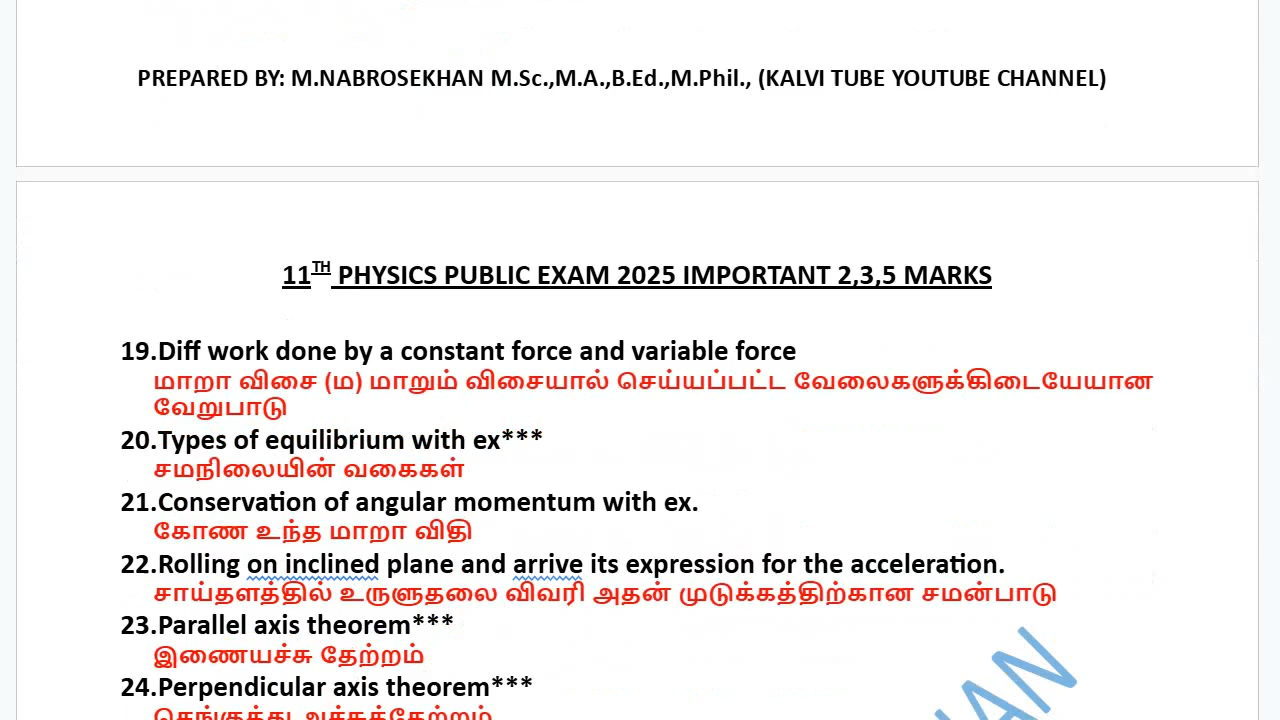 PREPARED BY: M.NABROSEKHAN M.Sc.,M.A.,B.Ed.,M.Phil., (KALVI TUBE YOUTUBE CHANNEL)
11TH PHYSICS PUBLIC EXAM 2025 IMPORTANT 2,3,5 MARKS
19.Diff work done by a constant force and variable force
மாறா விசை (ம) மாறும் விசையால் செய்யப்பட்ட வேலைகளுக்கிடையேயான
வேறுபாடு
20.Types of equilibrium with ex***
சமநிலையின் வகைகள்
21.Conservation of angular momentum with ex.
கோண உந்த மாறா விதி
22.Rolling on inclined plane and arrive its expression for the acceleration.
சாய்தளத்தில் உருளுதலை விவரி அதன் முடுக்கத்திற்கான சமன்பாடு
23.Parallel axis theorem***
இணையச்சு தேற்றம்
24.Perpendicular axis theorem***
செங்குத்து அச்சுத்தேற்றம்